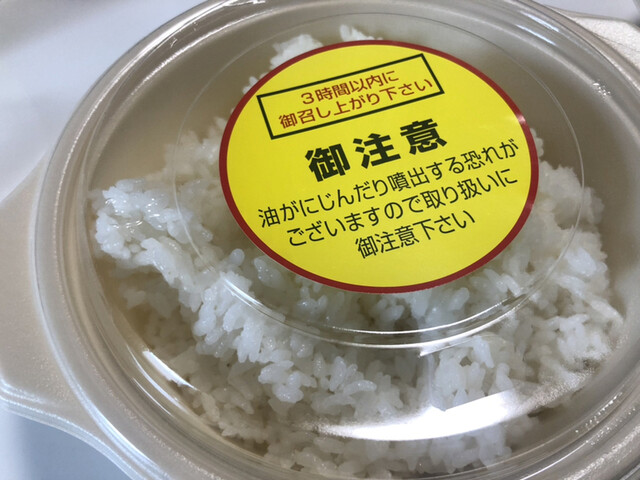 3時間以内に
御召し上がり下さい
御注意
油がにじんだり噴出する恐れが
ございますので取り扱いに
御注意下さい